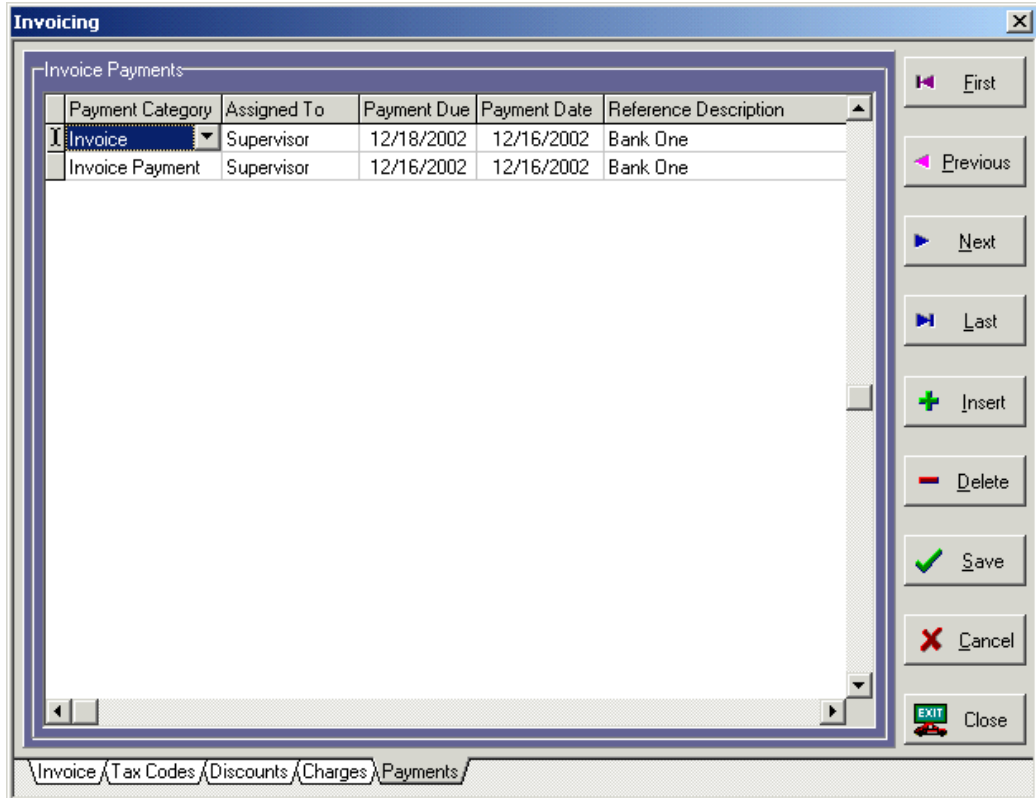 Invoicing
Invoice Payments
Payment Category Assigned To Payment Due Payment Date Reference Description
Invoice Supervisor 12/18/2002 12/16/2002 Bank One
Invoice Payment Supervisor 12/16/2002 12/16/2002 Bank One
First
Previous
Next
Last
Insert
Delete
Save
Cancel
EXIT Close
Invoice Tax Codes Discounts Charges Payments